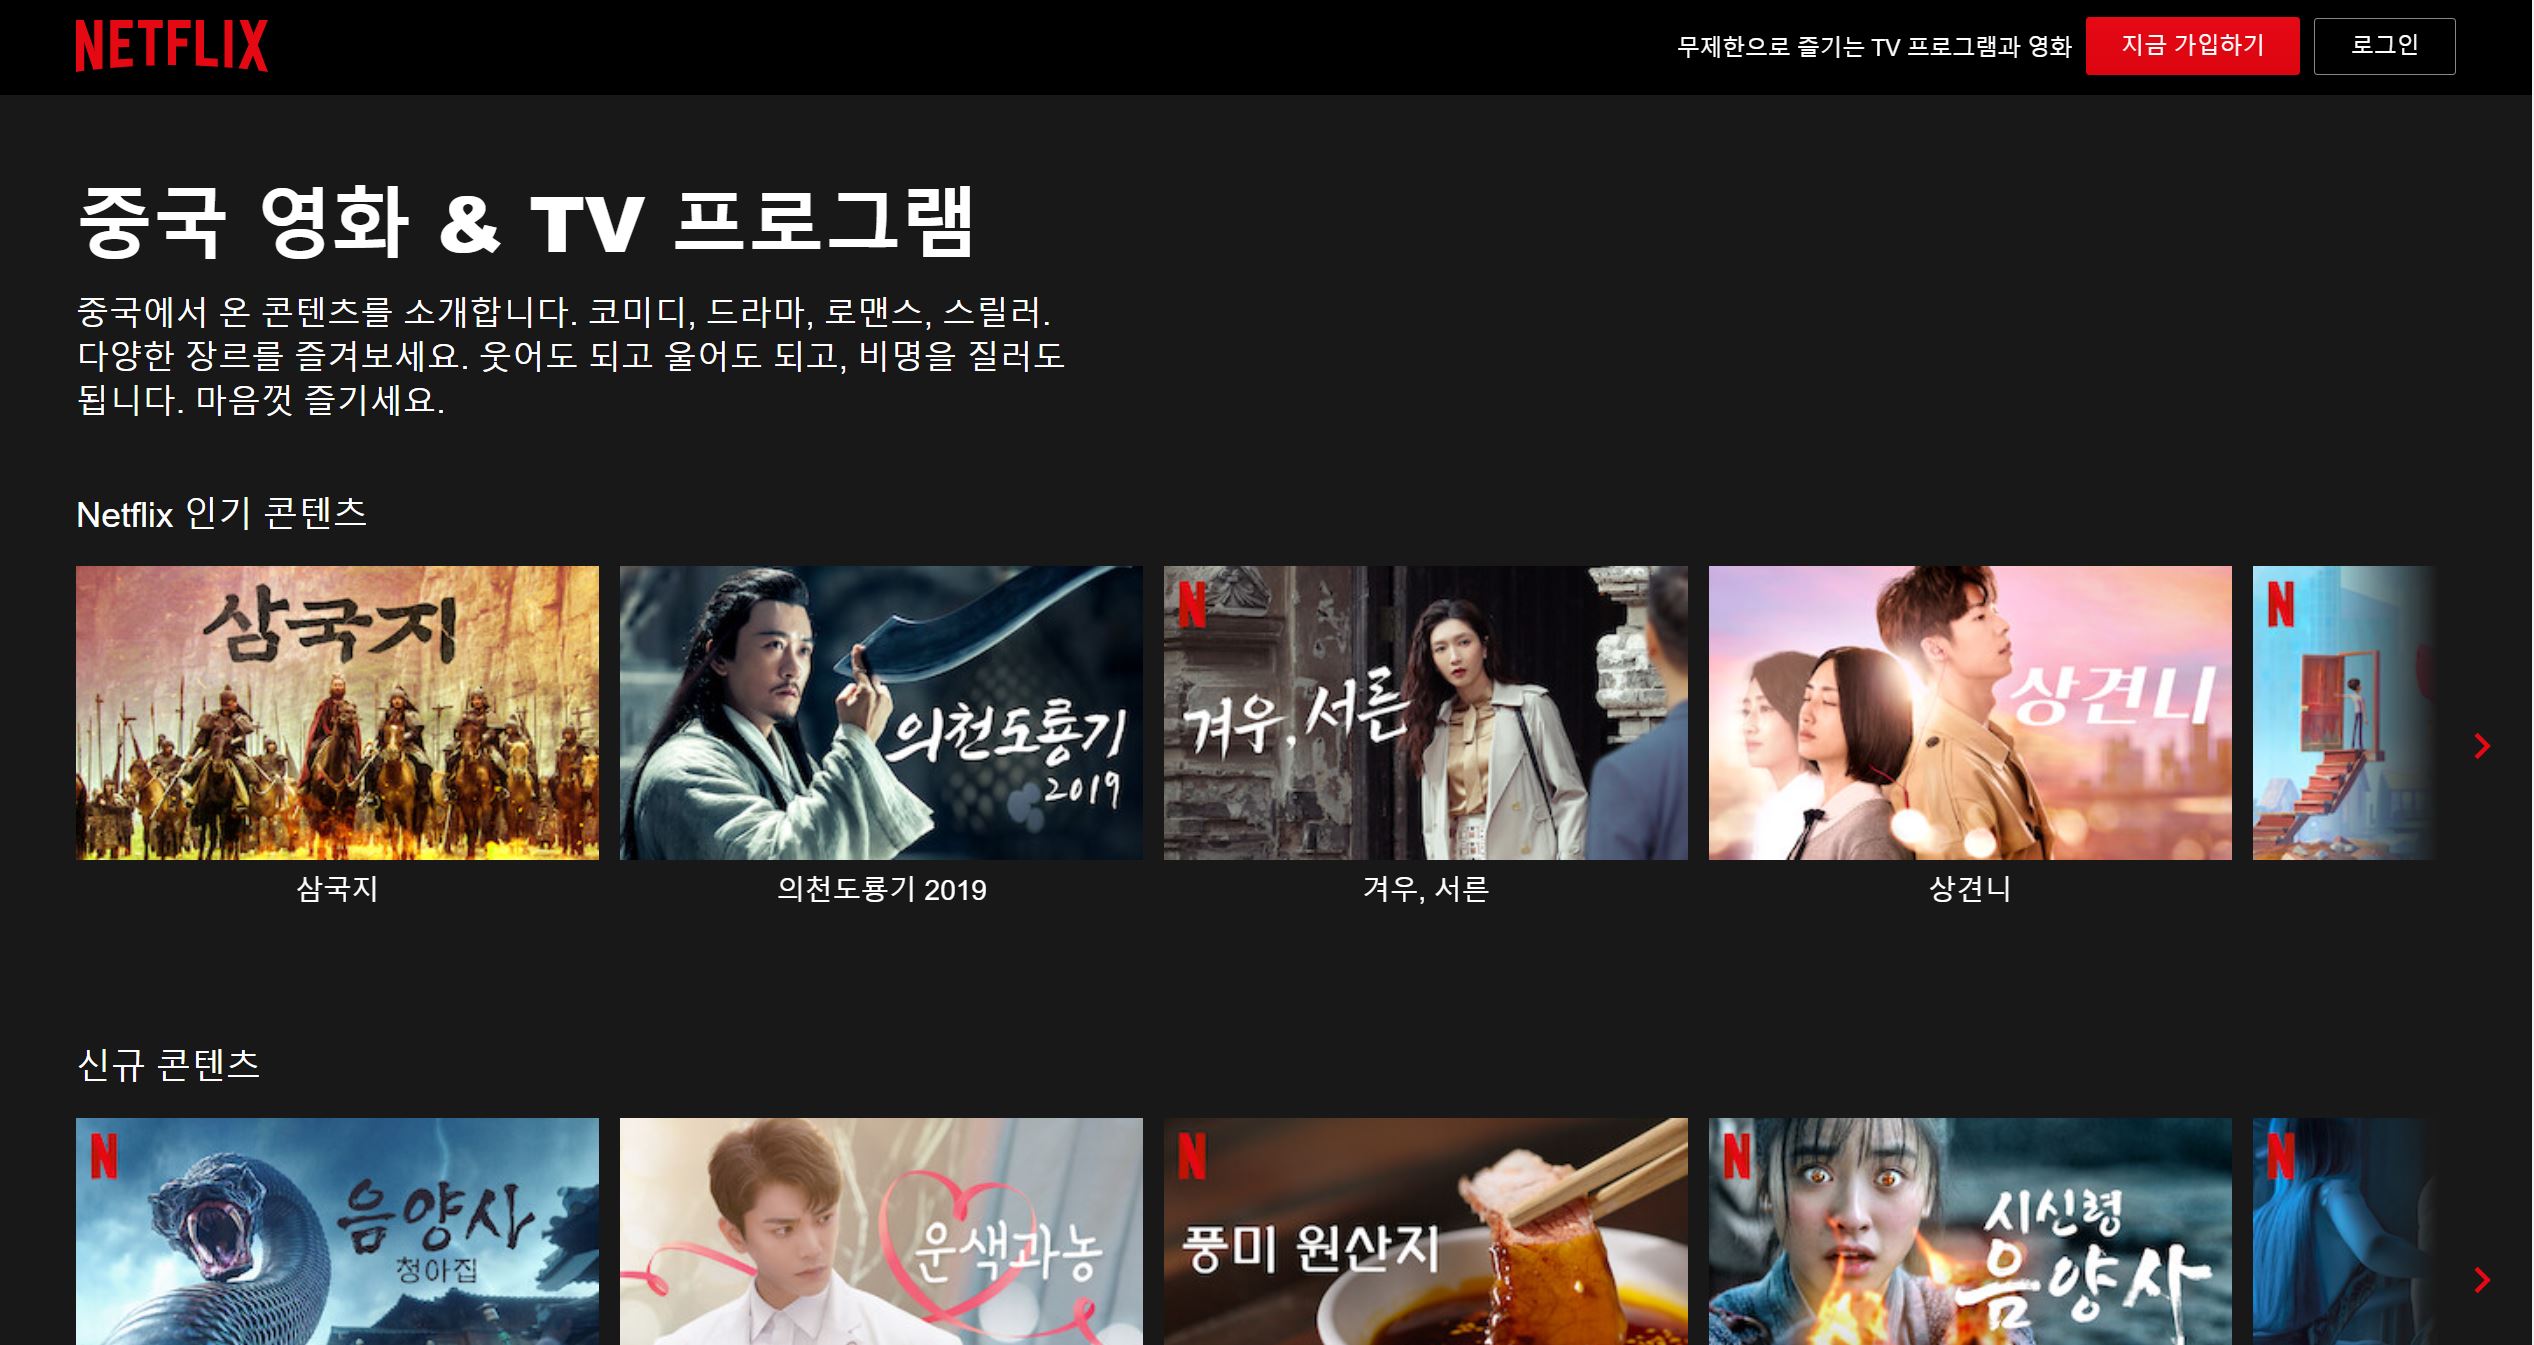 NETFLIX
무제한으로 즐기는 TV 프로그램과 영화
지금 가입하기
로그인
중국 영화 & TV 프로그램
중국에서 온 콘텐츠를 소개합니다. 코미디, 드라마, 로맨스, 스릴러.
다양한 장르를 즐겨보세요. 웃어도 되고 울어도 되고, 비명을 질러도
됩니다. 마음껏 즐기세요.
Netflix 인기 콘텐츠
삼국지
의천도룡기
2019
N
겨우, 서른
상견니
N
삼국지
의천도룡기 2019
겨우, 서른
상견니
신규 콘텐츠
N
음양사
청아집
운색과농
N
풍미 원산지
N
시신령
음양사
N